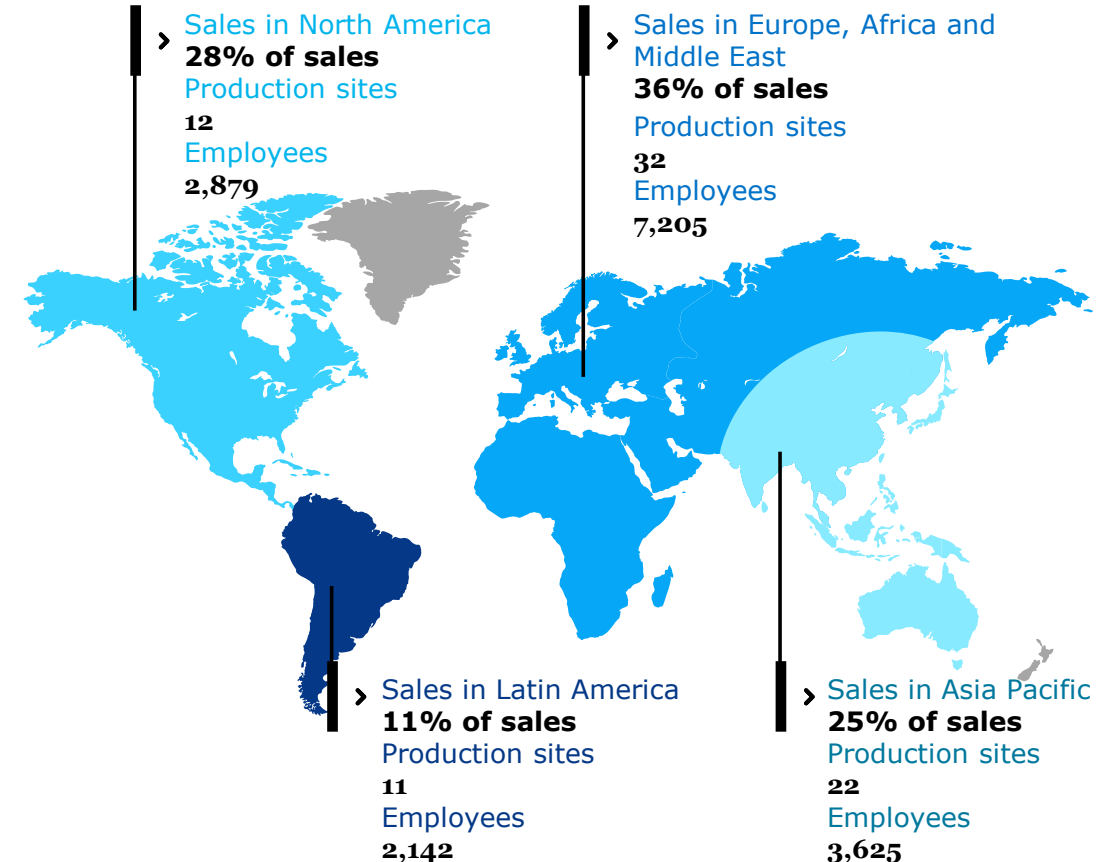 Sales in North America
28% of sales
Production sites
12
Employees
2,879
Sales in Europe, Africa and
Middle East
36% of sales
Production sites
32
Employees
7,205
Sales in Latin America
11% of sales
Production sites
11
Employees
2,142
Sales in Asia Pacific
25% of sales
Production sites
22
Employees
3,625